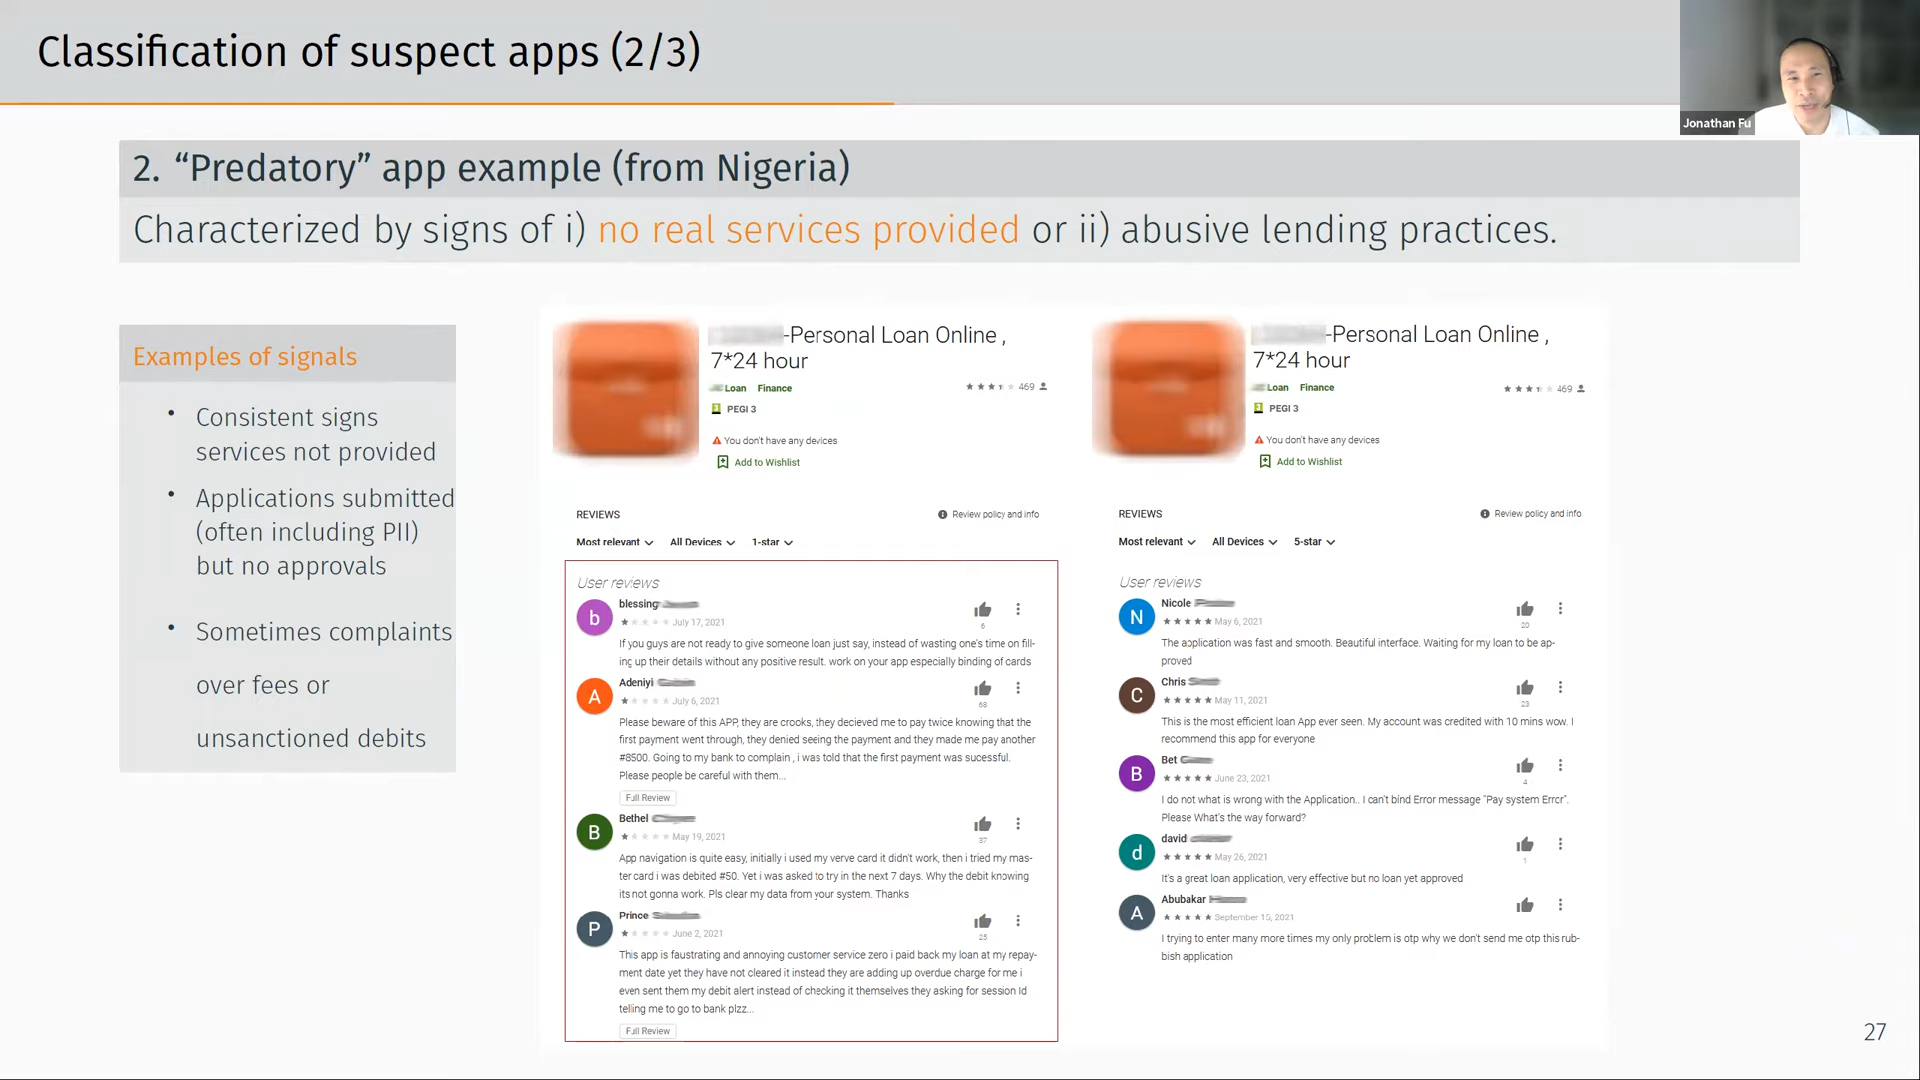 Classification of suspect apps (2/3)
Jonathan Fu
2. “Predatory” app example (from Nigeria)
Characterized by signs of i) no real services provided or ii) abusive lending practices.
Examples of signals
• Consistent signs
services not provided
• Applications submitted
(often including PII)
but no approvals
• Sometimes complaints
over fees or
unsanctioned debits
-Personal Loan Online ,
7*24 hour
Loan Finance
469
PEGI 3
You don't have any devices
Add to Wishlist
REVIEWS
Review policy and info
Most relevant All Devices 1-star
User reviews
b
blessing
July 17, 2021
6
If you guys are not ready to give someone loan just say, instead of wasting one's time on fill-
ing up their details without any positive result. work on your app especially binding of cards
A
Adeniyi
July 6, 2021
68
Please beware of this APP, they are crooks, they decieved me to pay twice knowing that the
first payment went through, they denied seeing the payment and they made me pay another
#8500. Going to my bank to complain , i was told that the first payment was sucessful.
Please people be careful with them...
Full Review
B
Bethel
May 19, 2021
37
App navigation is quite easy, initially i used my verve card it didn't work, then i tried my mas-
ter card i was debited #50. Yet i was asked to try in the next 7 days. Why the debit knowing
its not gonna work. Pls clear my data from your system. Thanks
P
Prince
June 2, 2021
25
This app is faustrating and annoying customer service zero i paid back my loan at my repay-
ment date yet they have not cleared it instead they are adding up overdue charge for me i
even sent them my debit alert instead of checking it themselves they asking for session Id
telling me to go to bank plzz...
Full Review
-Personal Loan Online ,
7*24 hour
Loan Finance
469
PEGI 3
You don't have any devices
Add to Wishlist
REVIEWS
Review policy and info
Most relevant All Devices 5-star
User reviews
N
Nicole
May 6, 2021
20
The application was fast and smooth. Beautiful interface. Waiting for my loan to be ap-
proved
C
Chris
May 11, 2021
23
This is the most efficient loan App ever seen. My account was credited with 10 mins wow. I
recommend this app for everyone
B
Bet
June 23, 2021
4
I do not what is wrong with the Application.. I can't bind Error message "Pay system Error".
Please What's the way forward?
d
david
May 26, 2021
1
It's a great loan application, very effective but no loan yet approved
A
Abubakar
September 15, 2021
I trying to enter many more times my only problem is otp why we don't send me otp this rub-
bish application
27